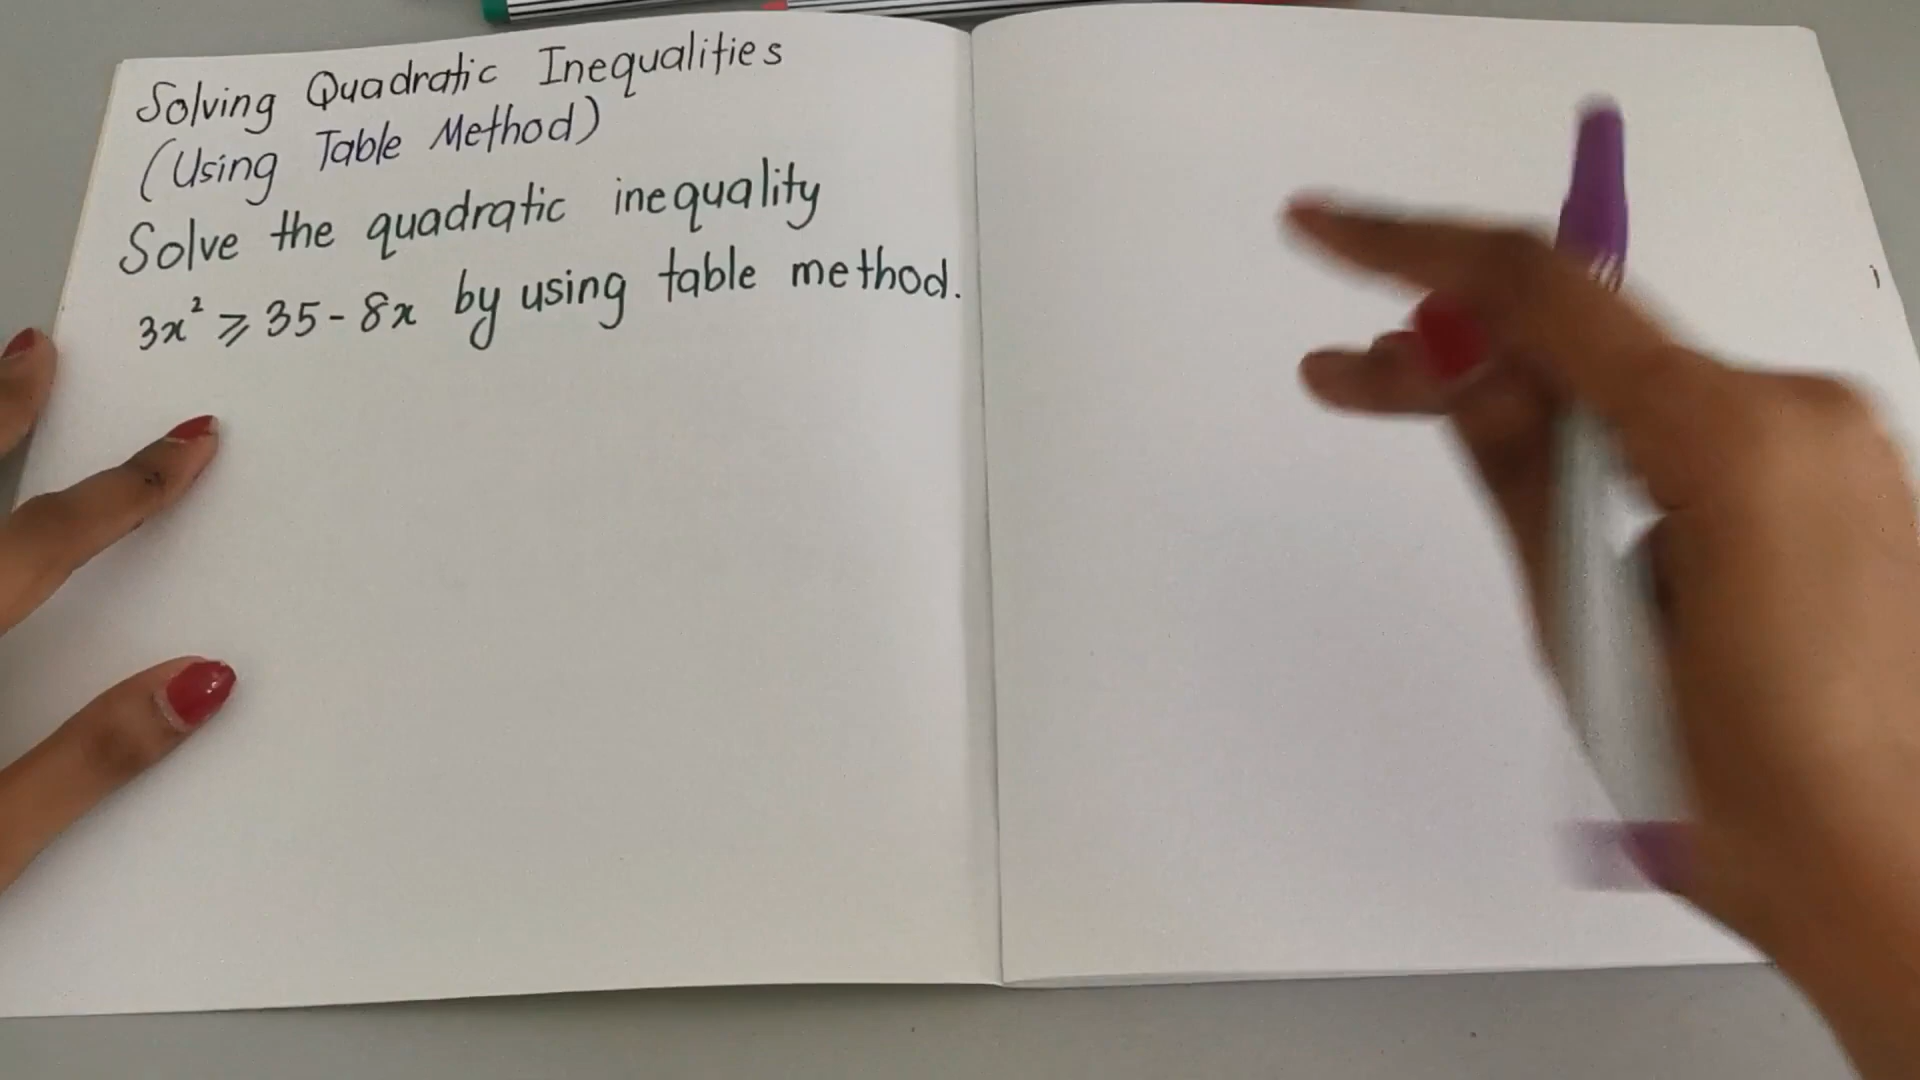 Solving Quadratic Inequalities
(Using Table Method)
Solve the quadratic inequality
3x² ⩾ 35 - 8x by using table method.